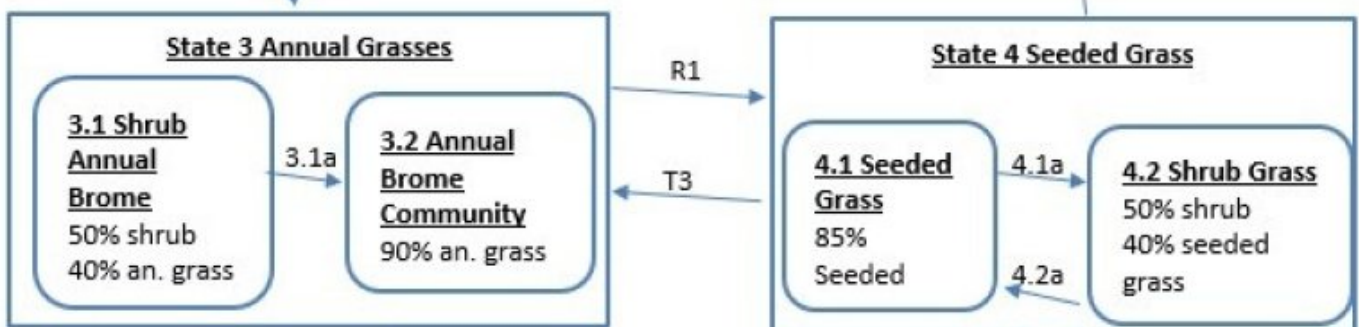 State 3 Annual Grasses
3.1 Shrub
Annual
Brome
50% shrub
40% an. grass
3.1a
3.2 Annual
Brome
Community
90% an. grass
R1
T3
State 4 Seeded Grass
4.1 Seeded
Grass
85%
Seeded
4.1a
4.2a
4.2 Shrub Grass
50% shrub
40% seeded
grass